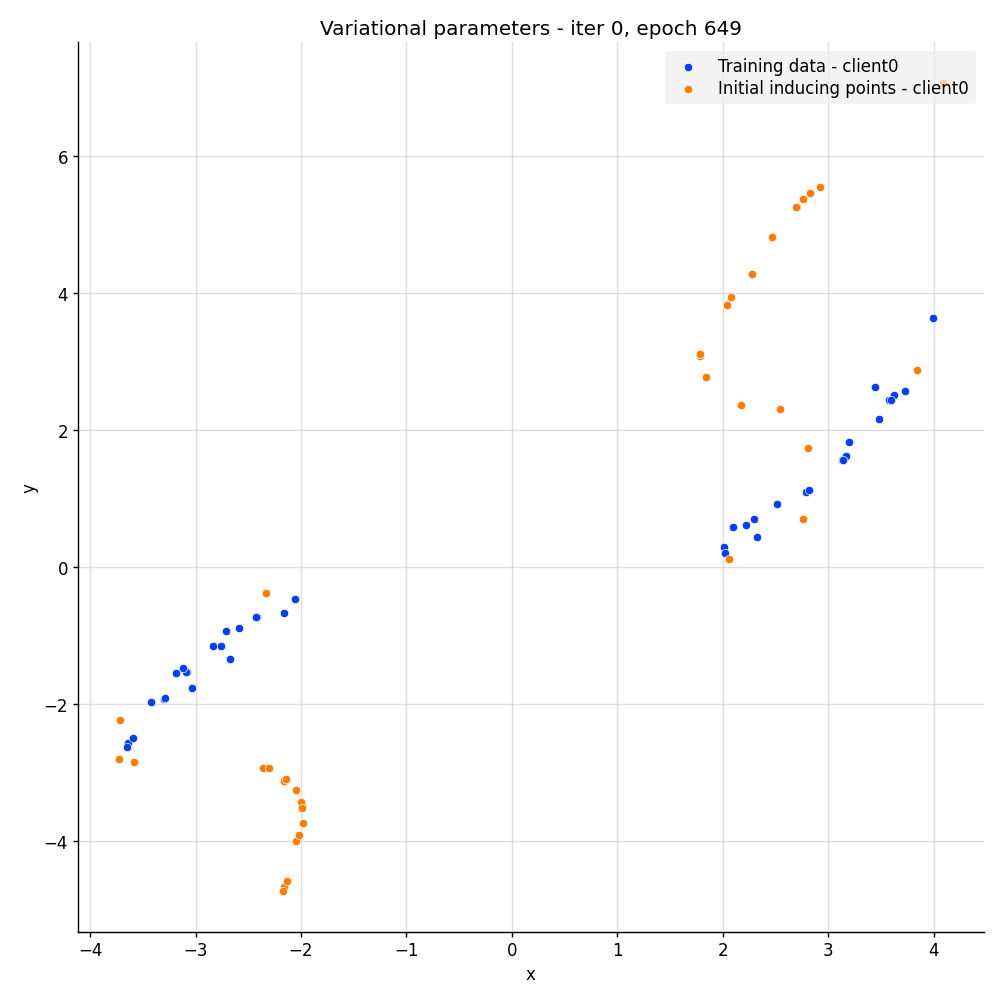 Variational parameters - iter 0, epoch 649
Training data - client0
Initial inducing points - client0
6
4
2
0
−2
−4
y
−4 −3 −2 −1 0 1 2 3 4
x